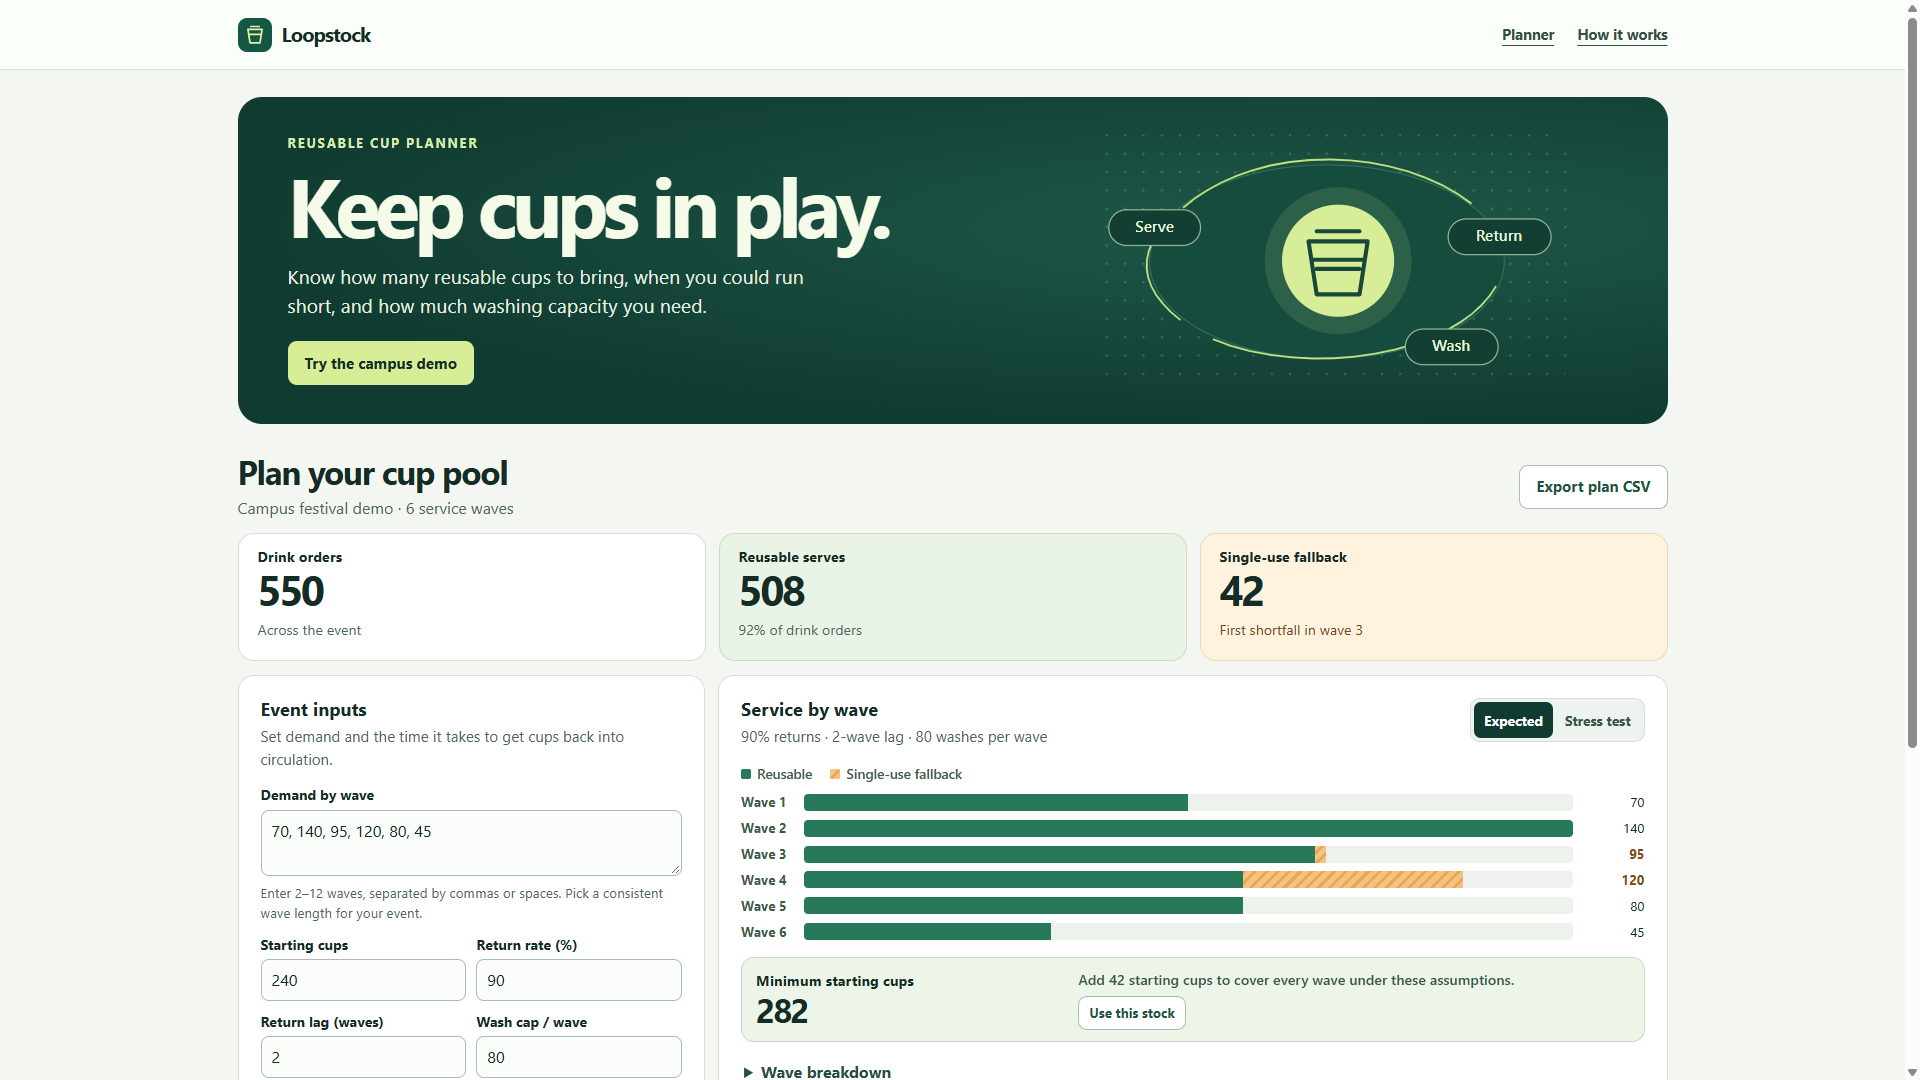 Loopstock
Planner
How it works
REUSABLE CUP PLANNER
Keep cups in play.
Know how many reusable cups to bring, when you could run
short, and how much washing capacity you need.
Try the campus demo
Serve
Return
Wash
Plan your cup pool
Campus festival demo · 6 service waves
Export plan CSV
Drink orders
550
Across the event
Reusable serves
508
92% of drink orders
Single-use fallback
42
First shortfall in wave 3
Event inputs
Set demand and the time it takes to get cups back into
circulation.
Demand by wave
70, 140, 95, 120, 80, 45
Enter 2–12 waves, separated by commas or spaces. Pick a consistent
wave length for your event.
Starting cups
240
Return rate (%)
90
Return lag (waves)
2
Wash cap / wave
80
Service by wave
90% returns · 2-wave lag · 80 washes per wave
Expected
Stress test
Reusable
Single-use fallback
Wave 1 70
Wave 2 140
Wave 3 95
Wave 4 120
Wave 5 80
Wave 6 45
Minimum starting cups
282
Add 42 starting cups to cover every wave under these assumptions.
Use this stock
Wave breakdown